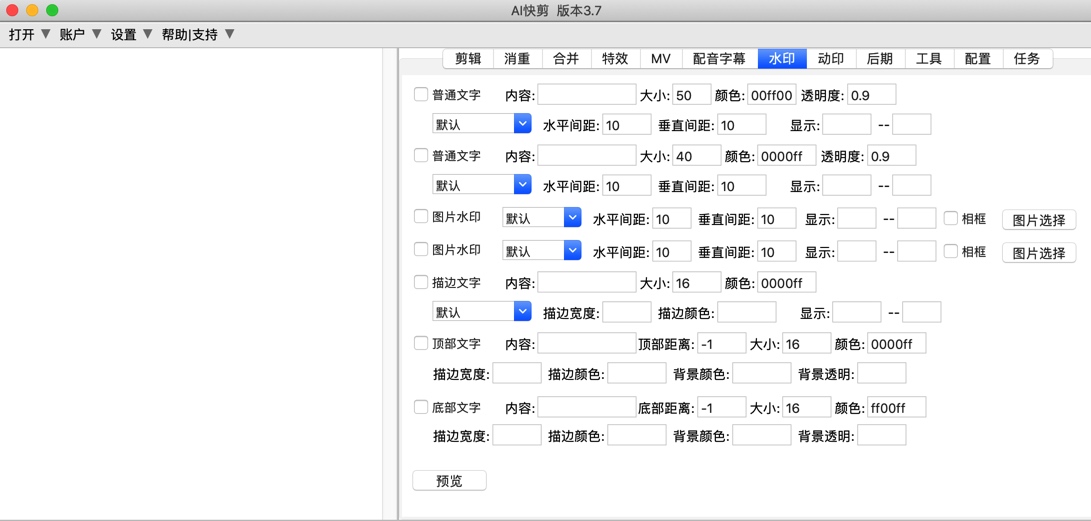 AI快剪 版本3.7
打开 ▼ 账户 ▼ 设置 ▼ 帮助|支持 ▼
剪辑 消重 合并 特效 MV 配音字幕 水印 动印 后期 工具 配置 任务
普通文字 内容: 大小: 50 颜色: 00ff00 透明度: 0.9
默认 水平间距: 10 垂直间距: 10 显示: --
普通文字 内容: 大小: 40 颜色: 0000ff 透明度: 0.9
默认 水平间距: 10 垂直间距: 10 显示: --
图片水印 默认 水平间距: 10 垂直间距: 10 显示: -- 相框 图片选择
图片水印 默认 水平间距: 10 垂直间距: 10 显示: -- 相框 图片选择
描边文字 内容: 大小: 16 颜色: 0000ff
默认 描边宽度: 描边颜色: 显示: --
顶部文字 内容: 顶部距离: -1 大小: 16 颜色: 0000ff
描边宽度: 描边颜色: 背景颜色: 背景透明:
底部文字 内容: 底部距离: -1 大小: 16 颜色: ff00ff
描边宽度: 描边颜色: 背景颜色: 背景透明:
预览